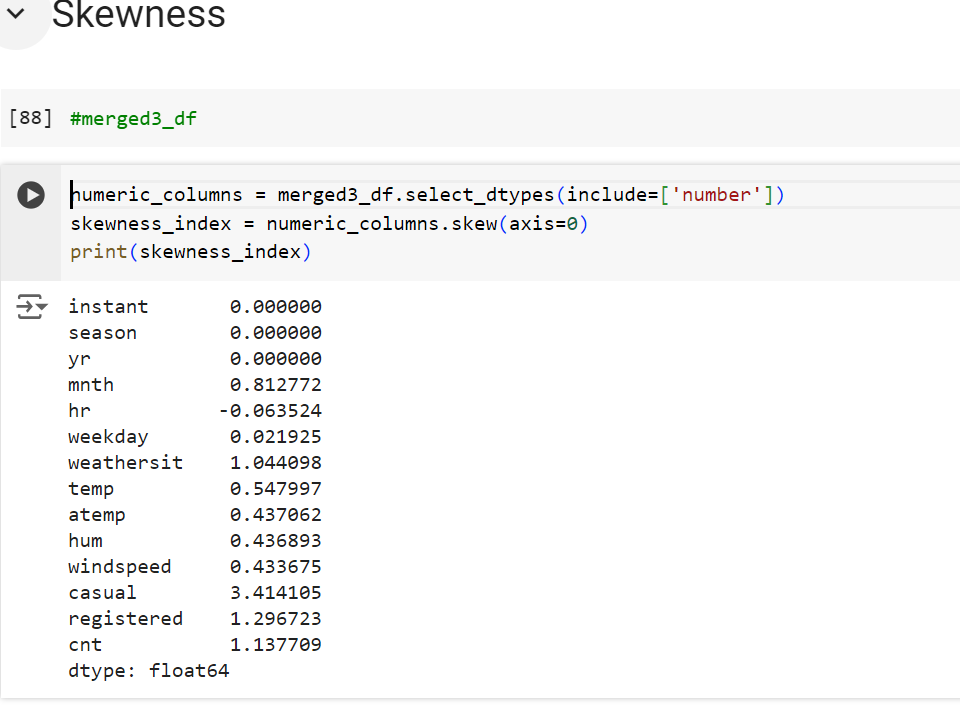 Skewness
[88] #merged3_df
numeric_columns = merged3_df.select_dtypes(include=['number'])
skewness_index = numeric_columns.skew(axis=0)
print(skewness_index)
instant 0.000000
season 0.000000
yr 0.000000
mnth 0.812772
hr -0.063524
weekday 0.021925
weathersit 1.044098
temp 0.547997
atemp 0.437062
hum 0.436893
windspeed 0.433675
casual 3.414105
registered 1.296723
cnt 1.137709
dtype: float64